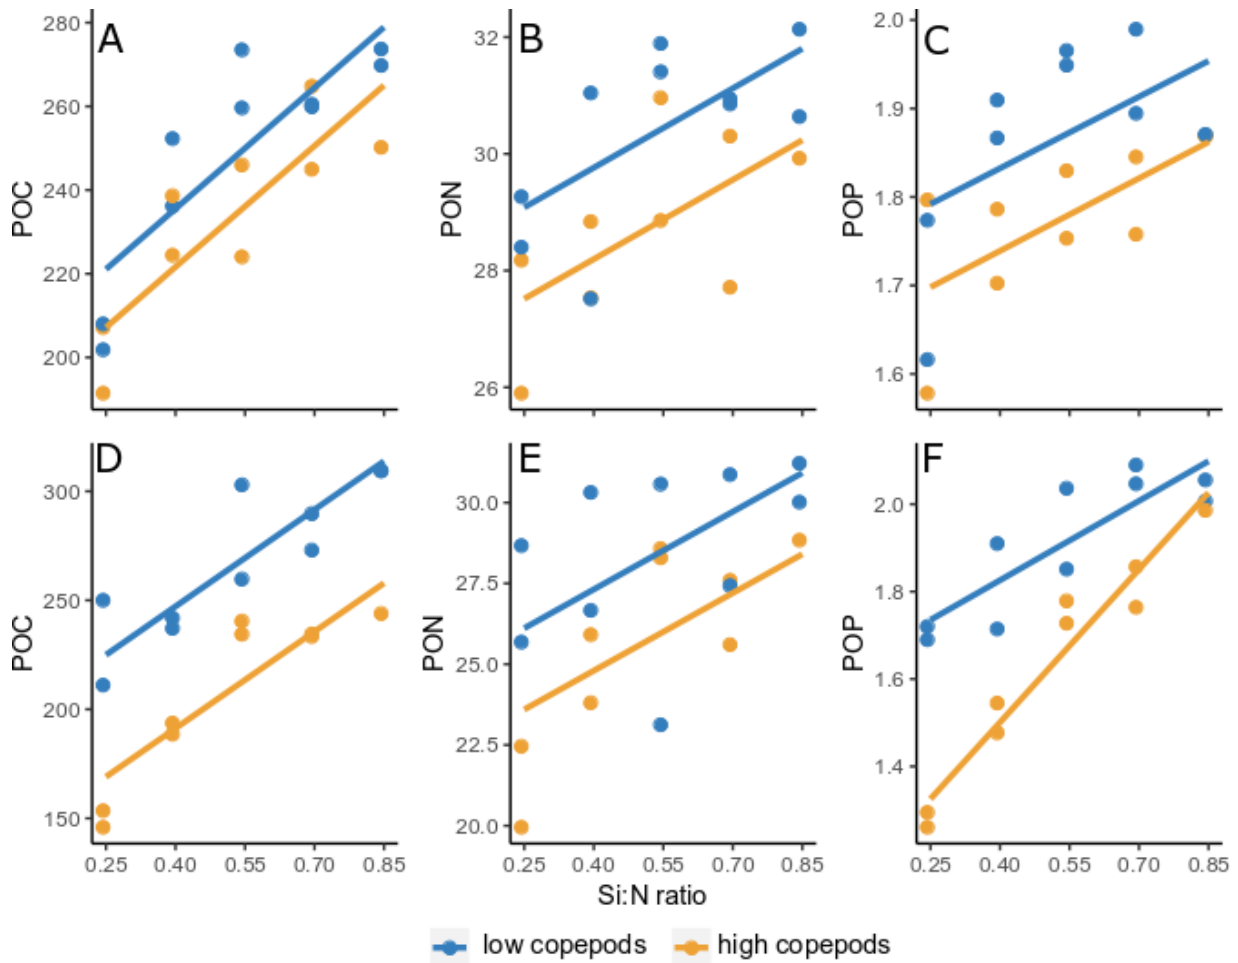 A
B
C
POC
280
260
240
220
200
PON
32
30
28
26
POP
2.0
1.9
1.8
1.7
1.6
D
E
F
POC
300
250
200
150
PON
30.0
27.5
25.0
22.5
20.0
POP
2.0
1.8
1.6
1.4
0.25 0.40 0.55 0.70 0.85
0.25 0.40 0.55 0.70 0.85
0.25 0.40 0.55 0.70 0.85
Si:N ratio
low copepods high copepods